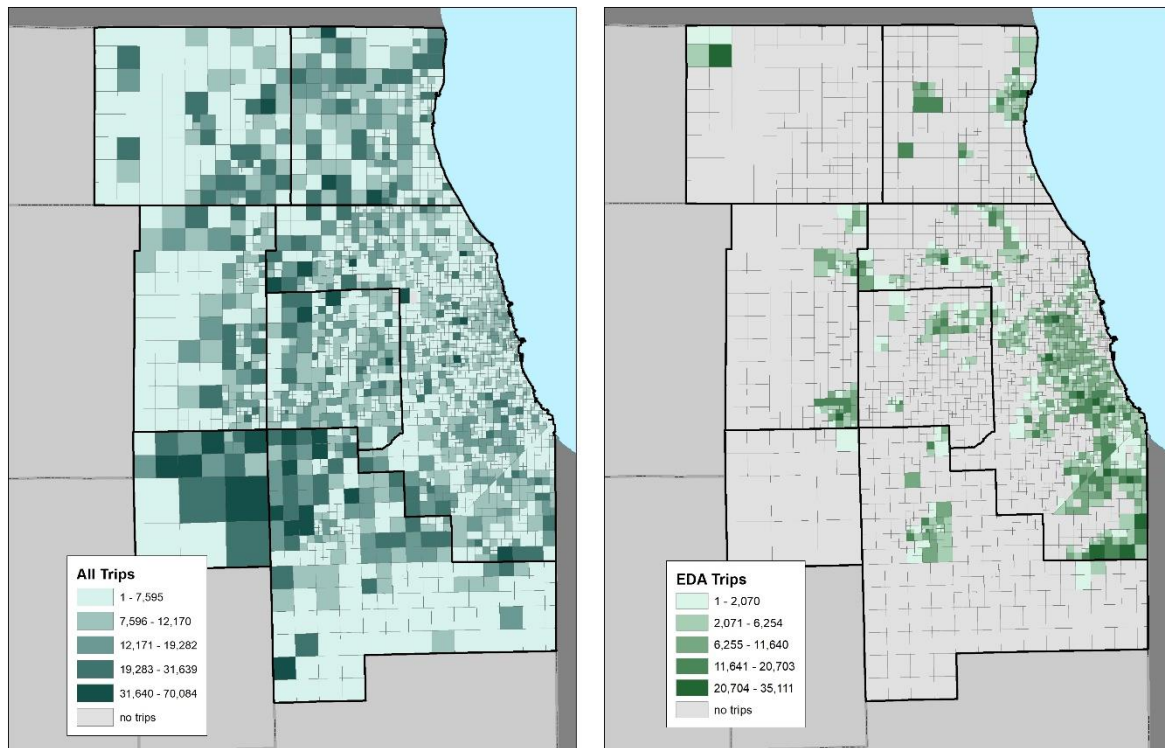 All Trips
1 - 7,595
7,596 - 12,170
12,171 - 19,282
19,283 - 31,639
31,640 - 70,084
no trips
EDA Trips
1 - 2,070
2,071 - 6,254
6,255 - 11,640
11,641 - 20,703
20,704 - 35,111
no trips